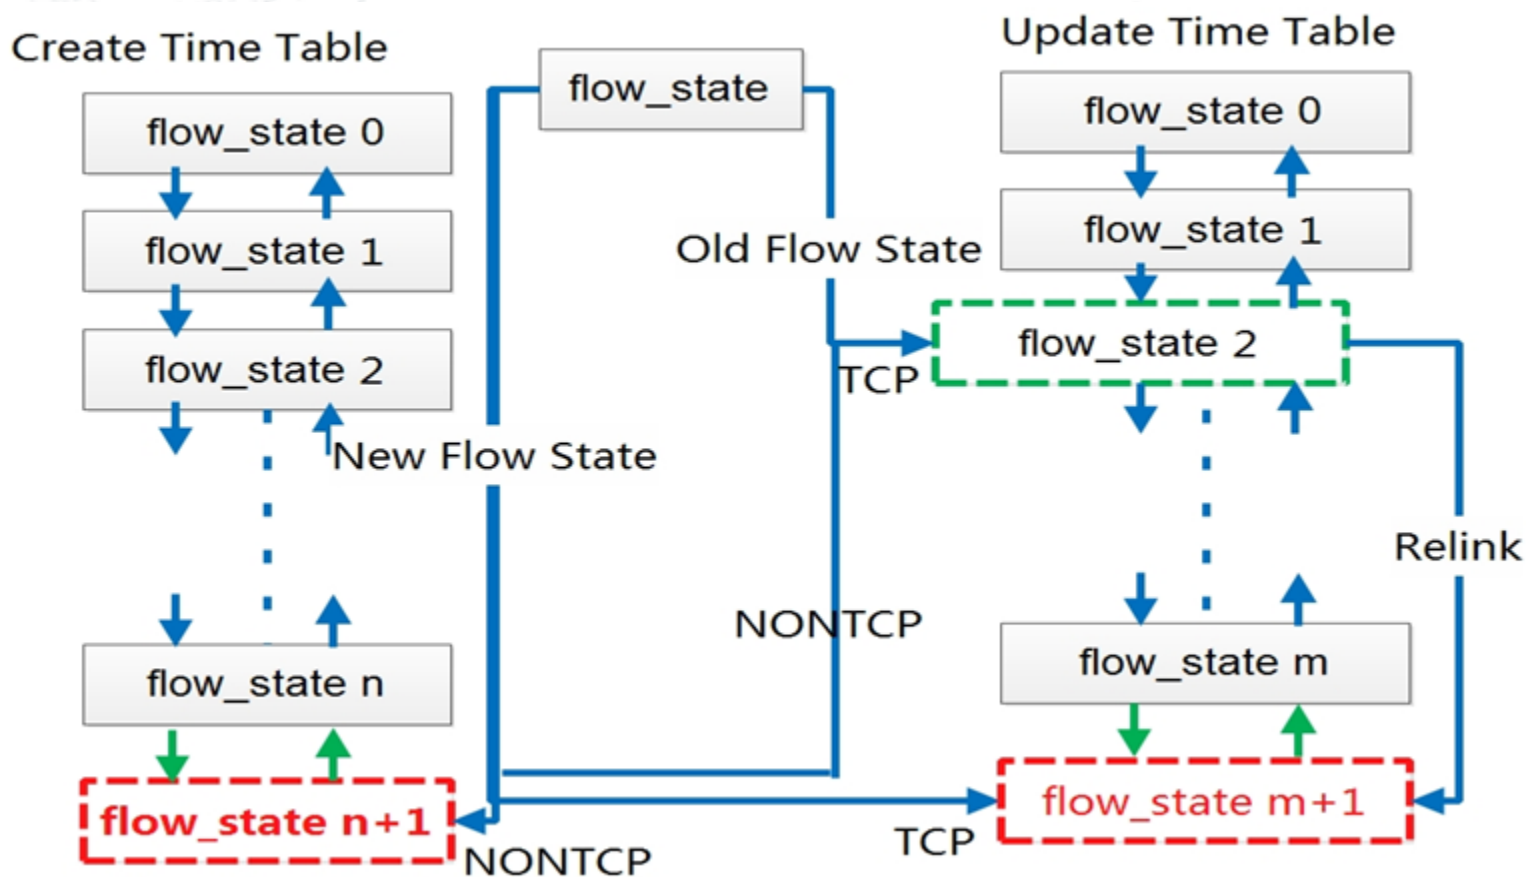 Create Time Table
flow_state 0
flow_state 1
flow_state 2
flow_state n
flow_state n+1
flow_state
New Flow State
Old Flow State
TCP
NONTCP
TCP
NONTCP
Update Time Table
flow_state 0
flow_state 1
flow_state 2
flow_state m
flow_state m+1
Relink